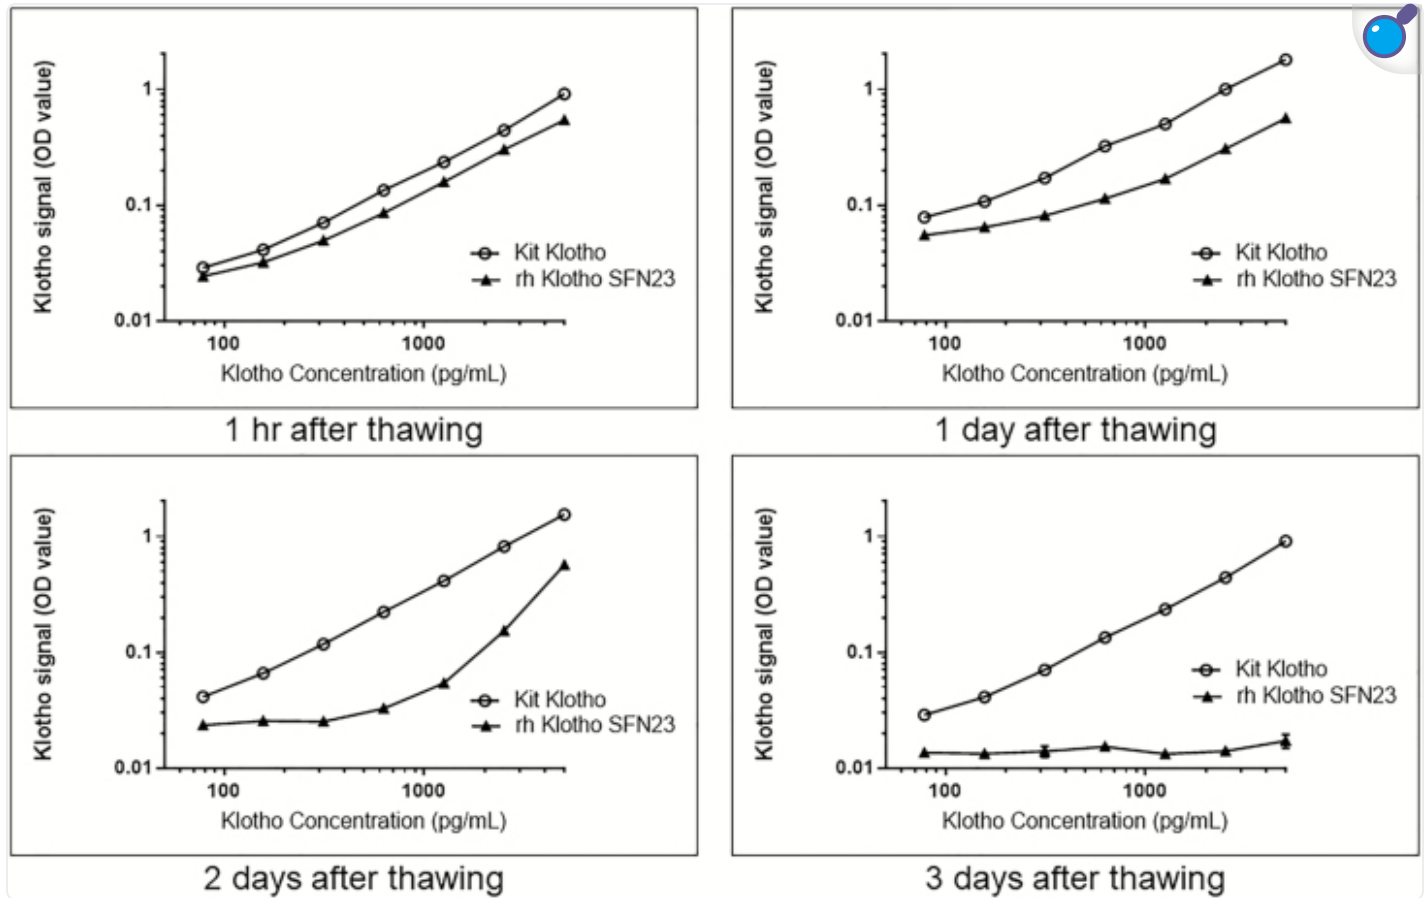 Klotho signal (OD value)
1
0.1
0.01
100 1000
Klotho Concentration (pg/mL)
Kit Klotho
rh Klotho SFN23
1 hr after thawing
Klotho signal (OD value)
1
0.1
0.01
100 1000
Klotho Concentration (pg/mL)
Kit Klotho
rh Klotho SFN23
1 day after thawing
Klotho signal (OD value)
1
0.1
0.01
100 1000
Klotho Concentration (pg/mL)
Kit Klotho
rh Klotho SFN23
2 days after thawing
Klotho signal (OD value)
1
0.1
0.01
100 1000
Klotho Concentration (pg/mL)
Kit Klotho
rh Klotho SFN23
3 days after thawing